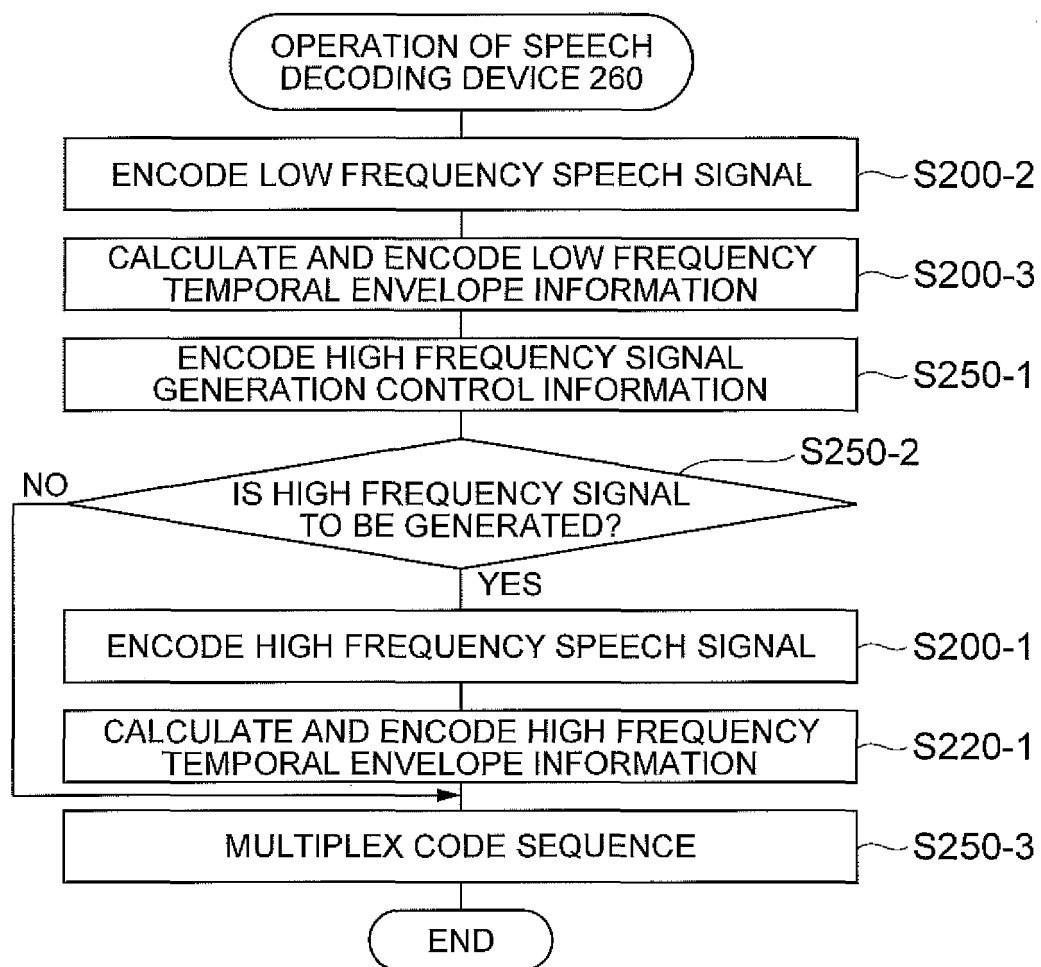 OPERATION OF SPEECH
DECODING DEVICE 260
ENCODE LOW FREQUENCY SPEECH SIGNAL
S200-2
CALCULATE AND ENCODE LOW FREQUENCY
TEMPORAL ENVELOPE INFORMATION
S200-3
ENCODE HIGH FREQUENCY SIGNAL
GENERATION CONTROL INFORMATION
S250-1
S250-2
NO
IS HIGH FREQUENCY SIGNAL
TO BE GENERATED?
YES
ENCODE HIGH FREQUENCY SPEECH SIGNAL
S200-1
CALCULATE AND ENCODE HIGH FREQUENCY
TEMPORAL ENVELOPE INFORMATION
S220-1
MULTIPLEX CODE SEQUENCE
S250-3
END